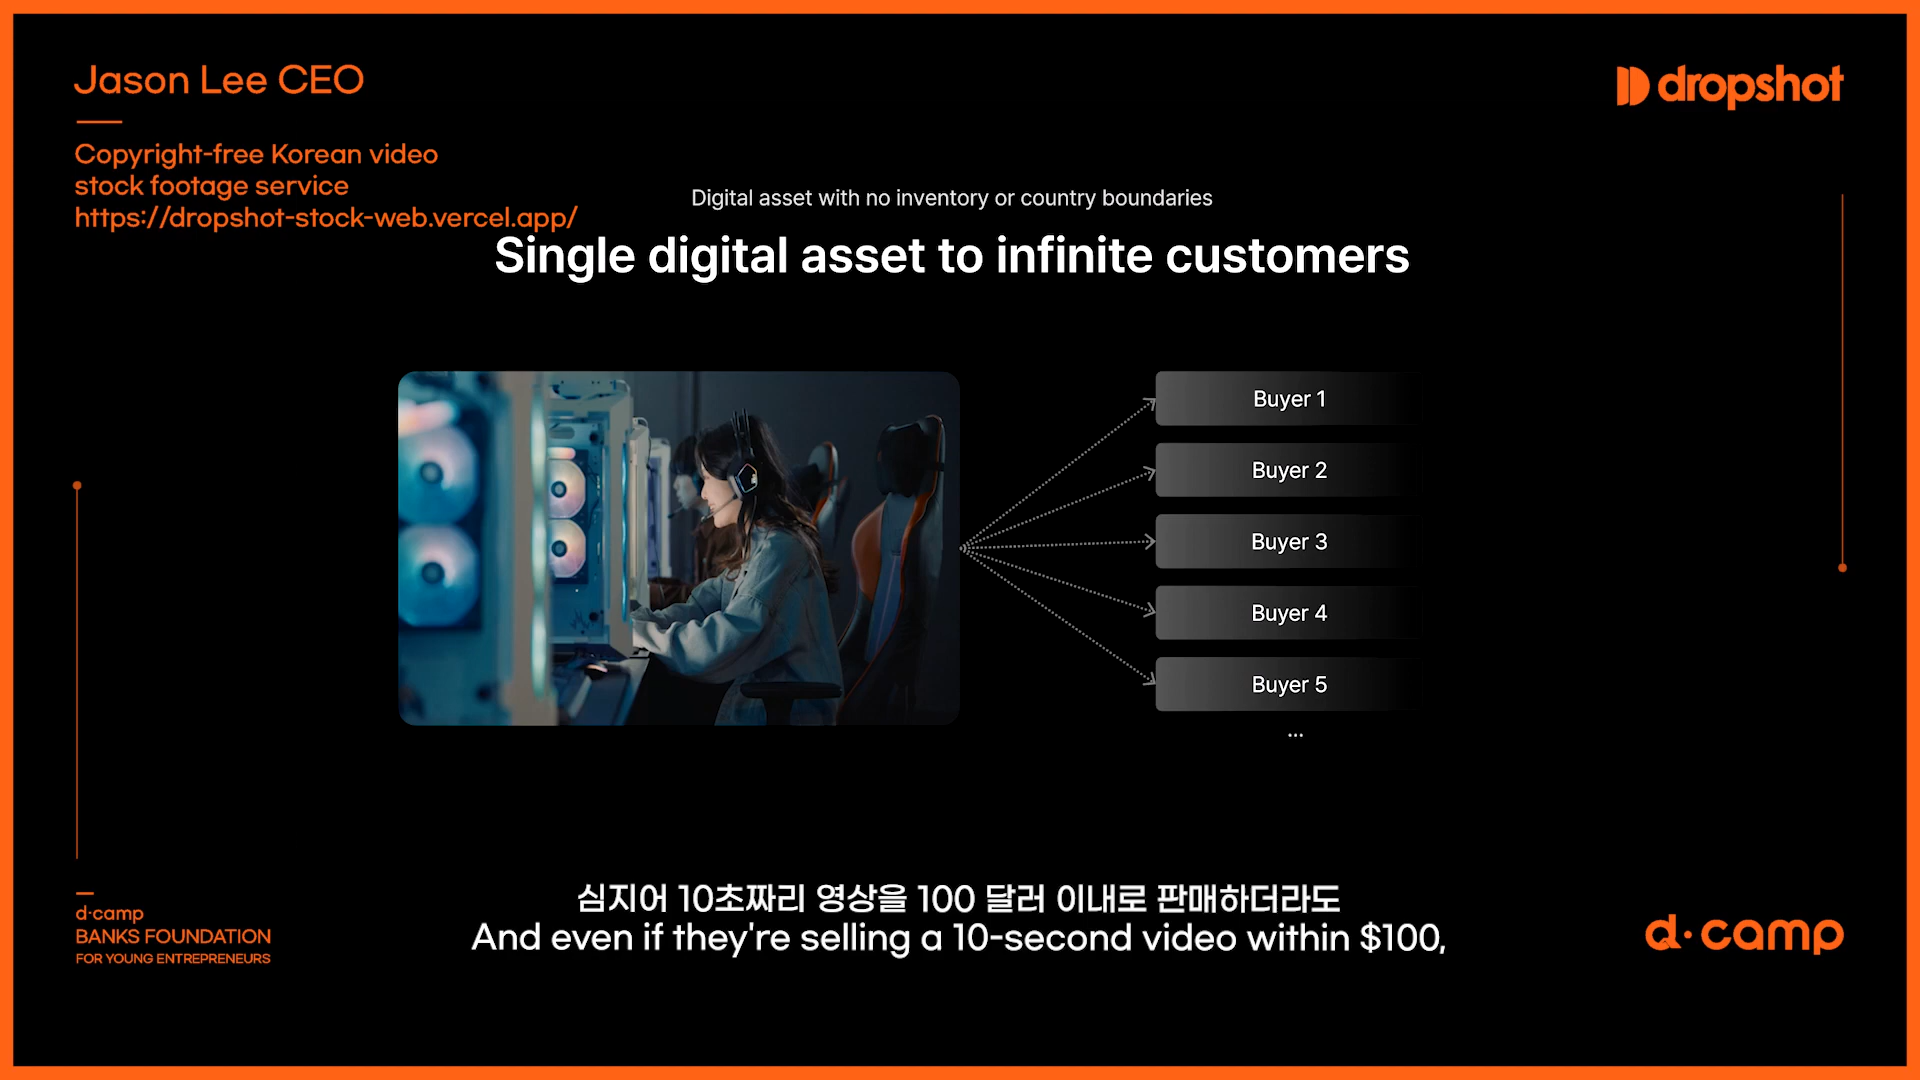 Jason Lee CEO
Copyright-free Korean video
stock footage service
https://dropshot-stock-web.vercel.app/
dropshot
Digital asset with no inventory or country boundaries
Single digital asset to infinite customers
Buyer 1
Buyer 2
Buyer 3
Buyer 4
Buyer 5
...
심지어 10초짜리 영상을 100 달러 이내로 판매하더라도
And even if they're selling a 10-second video within $100,
d·camp
BANKS FOUNDATION
FOR YOUNG ENTREPRENEURS
d·camp